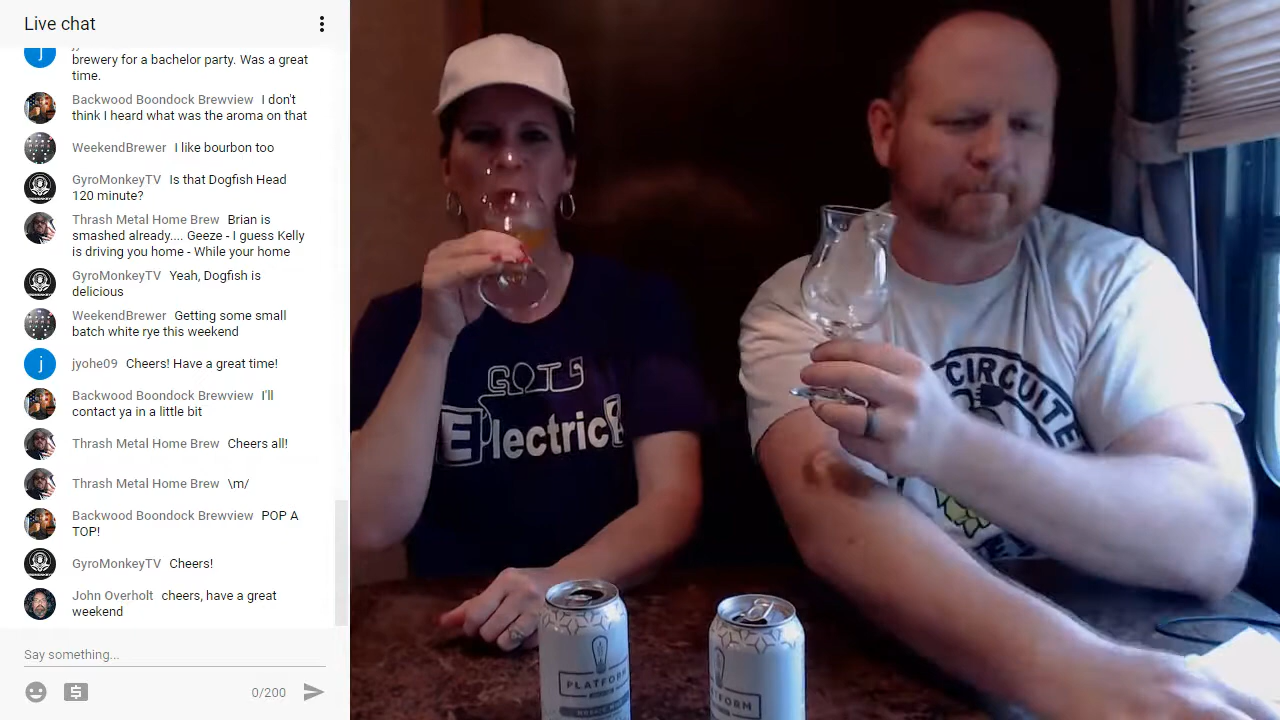 Live chat
brewery for a bachelor party. Was a great
time.
Backwood Boondock Brewview I don't
think I heard what was the aroma on that
WeekendBrewer I like bourbon too
GyroMonkeyTV Is that Dogfish Head
120 minute?
Thrash Metal Home Brew Brian is
smashed already.... Geeze - I guess Kelly
is driving you home - While your home
GyroMonkeyTV Yeah, Dogfish is
delicious
WeekendBrewer Getting some small
batch white rye this weekend
jyohe09 Cheers! Have a great time!
Backwood Boondock Brewview I'll
contact ya in a little bit
Thrash Metal Home Brew Cheers all!
Thrash Metal Home Brew \m/
Backwood Boondock Brewview POP A
TOP!
GyroMonkeyTV Cheers!
John Overholt cheers, have a great
weekend
Say something...
0/200
GOTS
Electric
CIRCUITE
PLATFORM